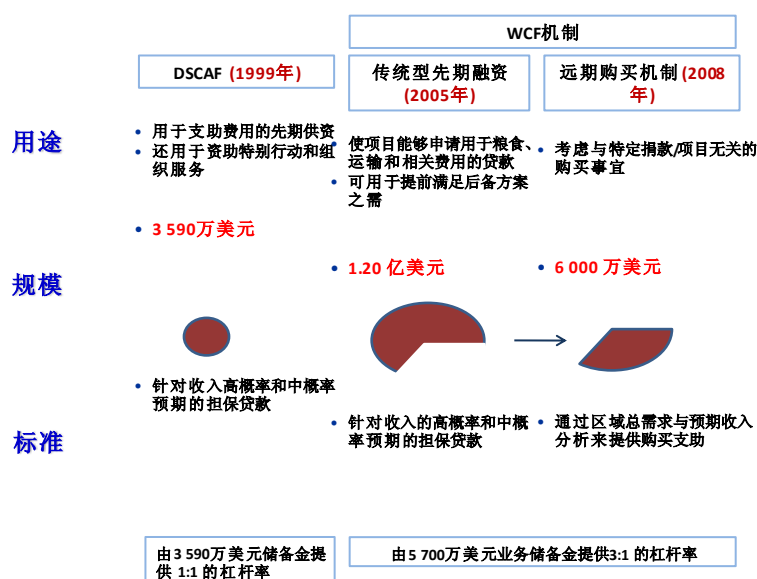 WCF机制
DSCAF (1999年)
传统型先期融资
(2005年)
远期购买机制(2008
年)
用途
• 用于支助费用的先期供资
• 还用于资助特别行动和组
织服务
• 使项目能够申请用于粮食、
运输和相关费用的贷款
• 可用于提前满足后备方案
之需
• 考虑与特定捐款/项目无关的
购买事宜
规模
• 3 590万美元
• 1.20 亿美元
• 6 000 万美元
标准
• 针对收入高概率和中概率
预期的担保贷款
• 针对收入的高概率和中概
率预期的担保贷款
• 通过区域总需求与预期收入
分析来提供购买支助
由3 590万美元储备金提
供 1:1 的杠杆率
由5 700万美元业务储备金提供3:1 的杠杆率